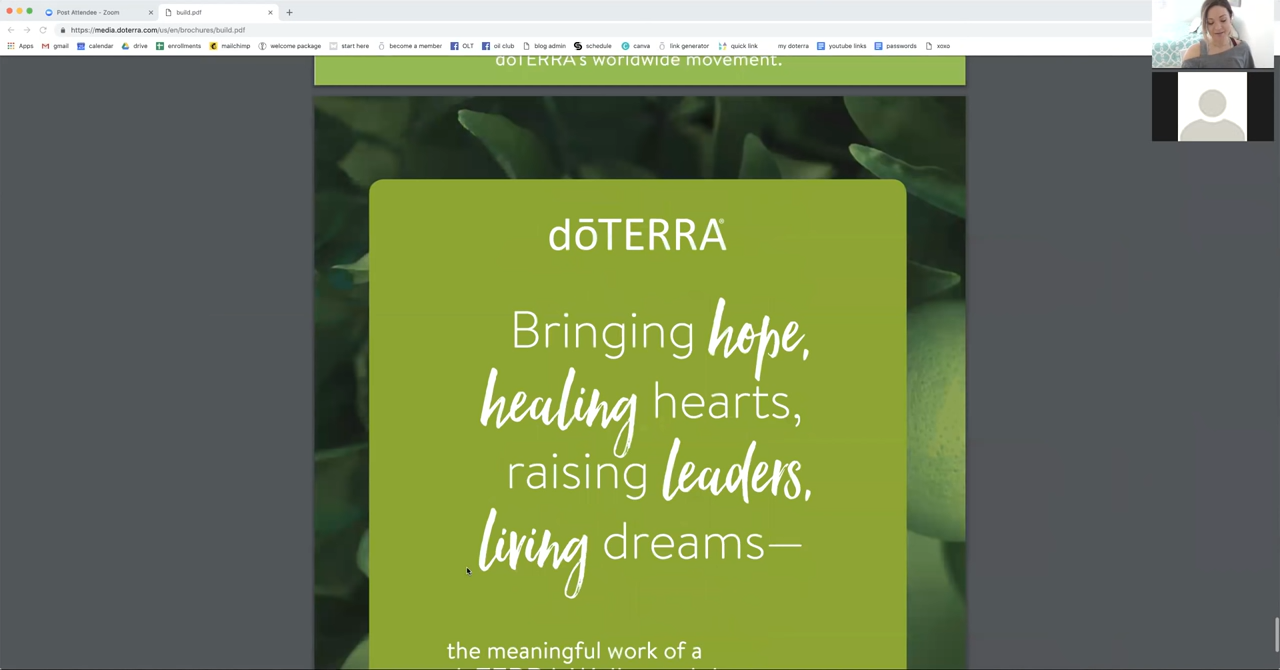 Post Attendee - Zoom
build.pdf
https://media.doterra.com/us/en/brochures/build.pdf
Apps gmail calendar drive enrollments mailchimp welcome package start here become a member OLT oil club blog admin schedule canva link generator quick link my doterra youtube links passwords xoxo
doTERRA's worldwide movement.
dōTERRA®
Bringing hope,
healing hearts,
raising leaders,
living dreams—
the meaningful work of a